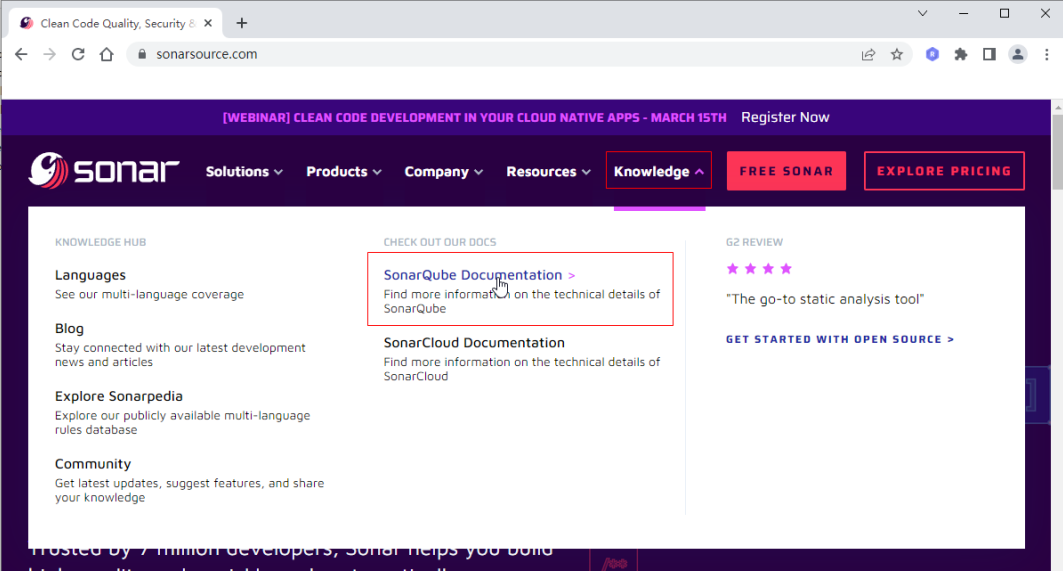 Clean Code Quality, Security &
sonarsource.com
[WEBINAR] CLEAN CODE DEVELOPMENT IN YOUR CLOUD NATIVE APPS - MARCH 15TH Register Now
sonar Solutions Products Company Resources Knowledge FREE SONAR EXPLORE PRICING
KNOWLEDGE HUB
Languages
See our multi-language coverage
Blog
Stay connected with our latest development
news and articles
Explore Sonarpedia
Explore our publicly available multi-language
rules database
Community
Get latest updates, suggest features, and share
your knowledge
CHECK OUT OUR DOCS
SonarQube Documentation >
Find more information on the technical details of
SonarQube
SonarCloud Documentation
Find more information on the technical details of
SonarCloud
G2 REVIEW
"The go-to static analysis tool"
GET STARTED WITH OPEN SOURCE >
Trusted by 7 million developers, Sonar helps you build